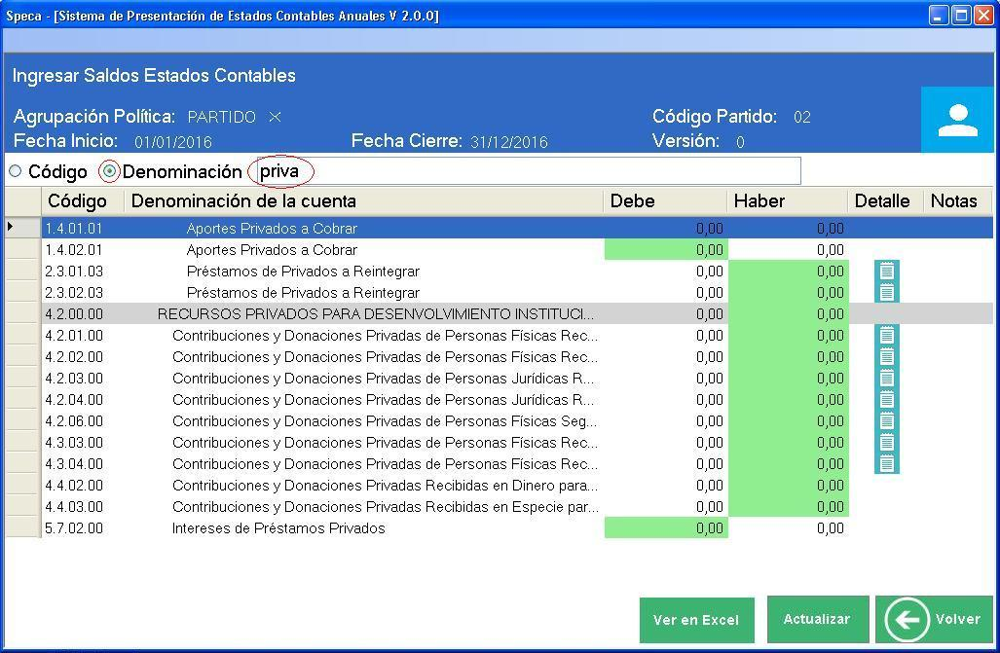 Speca - [Sistema de Presentación de Estados Contables Anuales V 2.0.0]
Ingresar Saldos Estados Contables
Agrupación Política: PARTIDO X Código Partido: 02
Fecha Inicio: 01/01/2016 Fecha Cierre: 31/12/2016 Versión: 0
Código Denominación priva
Código Denominación de la cuenta Debe Haber Detalle Notas
1.4.01.01 Aportes Privados a Cobrar 0,00 0,00
1.4.02.01 Aportes Privados a Cobrar 0,00 0,00
2.3.01.03 Préstamos de Privados a Reintegrar 0,00 0,00
2.3.02.03 Préstamos de Privados a Reintegrar 0,00 0,00
4.2.00.00 RECURSOS PRIVADOS PARA DESENVOLVIMIENTO INSTITUCI... 0,00 0,00
4.2.01.00 Contribuciones y Donaciones Privadas de Personas Físicas Rec... 0,00 0,00
4.2.02.00 Contribuciones y Donaciones Privadas de Personas Físicas Rec... 0,00 0,00
4.2.03.00 Contribuciones y Donaciones Privadas de Personas Jurídicas R... 0,00 0,00
4.2.04.00 Contribuciones y Donaciones Privadas de Personas Jurídicas R... 0,00 0,00
4.2.06.00 Contribuciones y Donaciones Privadas de Personas Físicas Seg... 0,00 0,00
4.3.03.00 Contribuciones y Donaciones Privadas de Personas Físicas Rec... 0,00 0,00
4.3.04.00 Contribuciones y Donaciones Privadas de Personas Físicas Rec... 0,00 0,00
4.4.02.00 Contribuciones y Donaciones Privadas Recibidas en Dinero para... 0,00 0,00
4.4.03.00 Contribuciones y Donaciones Privadas Recibidas en Especie par... 0,00 0,00
5.7.02.00 Intereses de Préstamos Privados 0,00 0,00
Ver en Excel Actualizar Volver